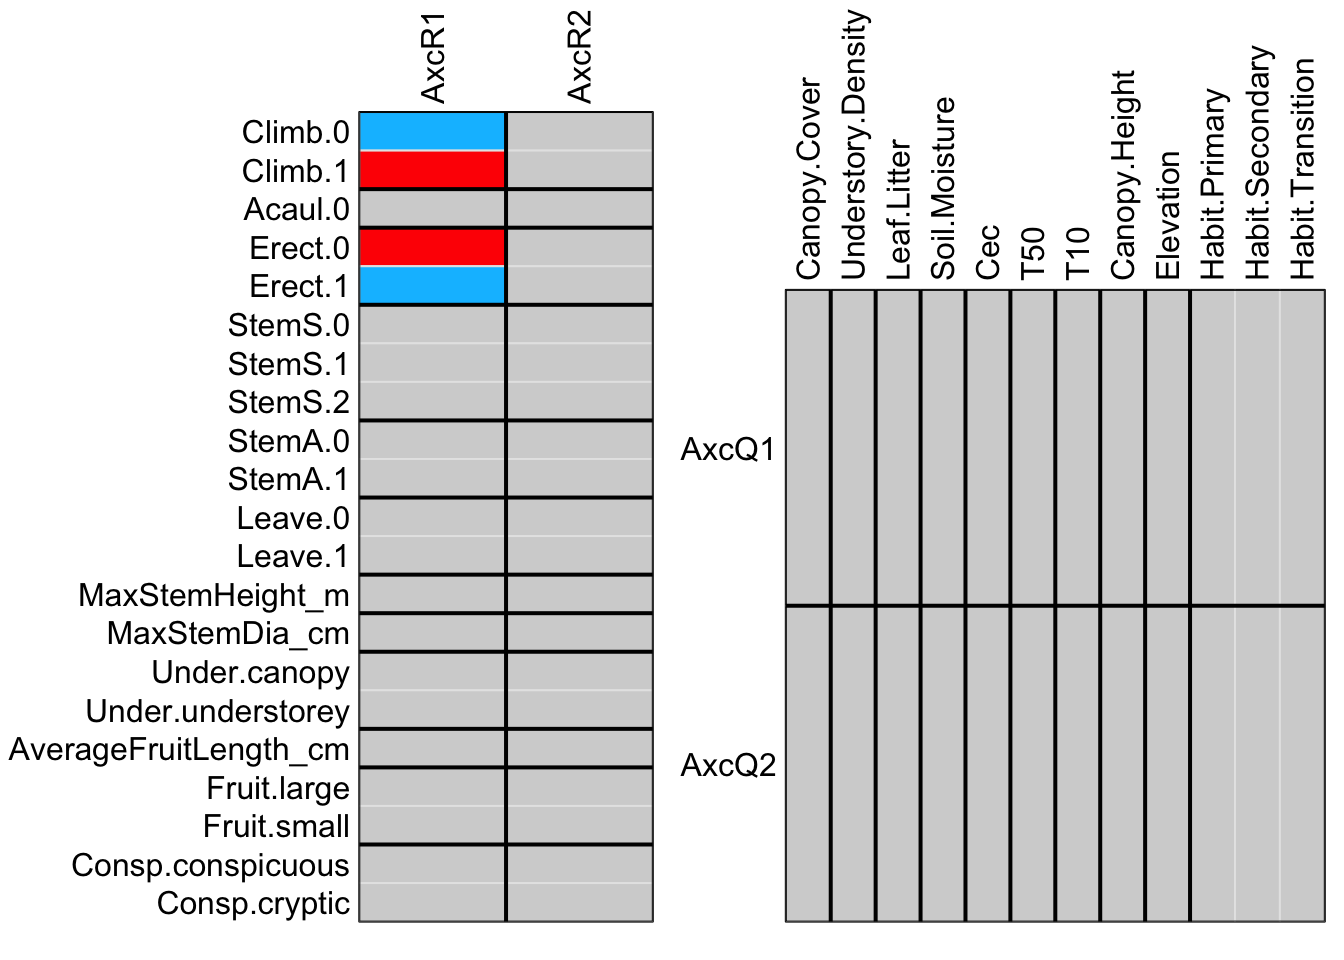 AxcR1
AxcR2
Climb.0
Climb.1
Acaul.0
Erect.0
Erect.1
StemS.0
StemS.1
StemS.2
StemA.0
StemA.1
Leave.0
Leave.1
MaxStemHeight_m
MaxStemDia_cm
Under.canopy
Under.understorey
AverageFruitLength_cm
Fruit.large
Fruit.small
Consp.conspicuous
Consp.cryptic
Canopy.Cover
Understory.Density
Leaf.Litter
Soil.Moisture
Cec
T50
T10
Canopy.Height
Elevation
Habit.Primary
Habit.Secondary
Habit.Transition
AxcQ1
AxcQ2